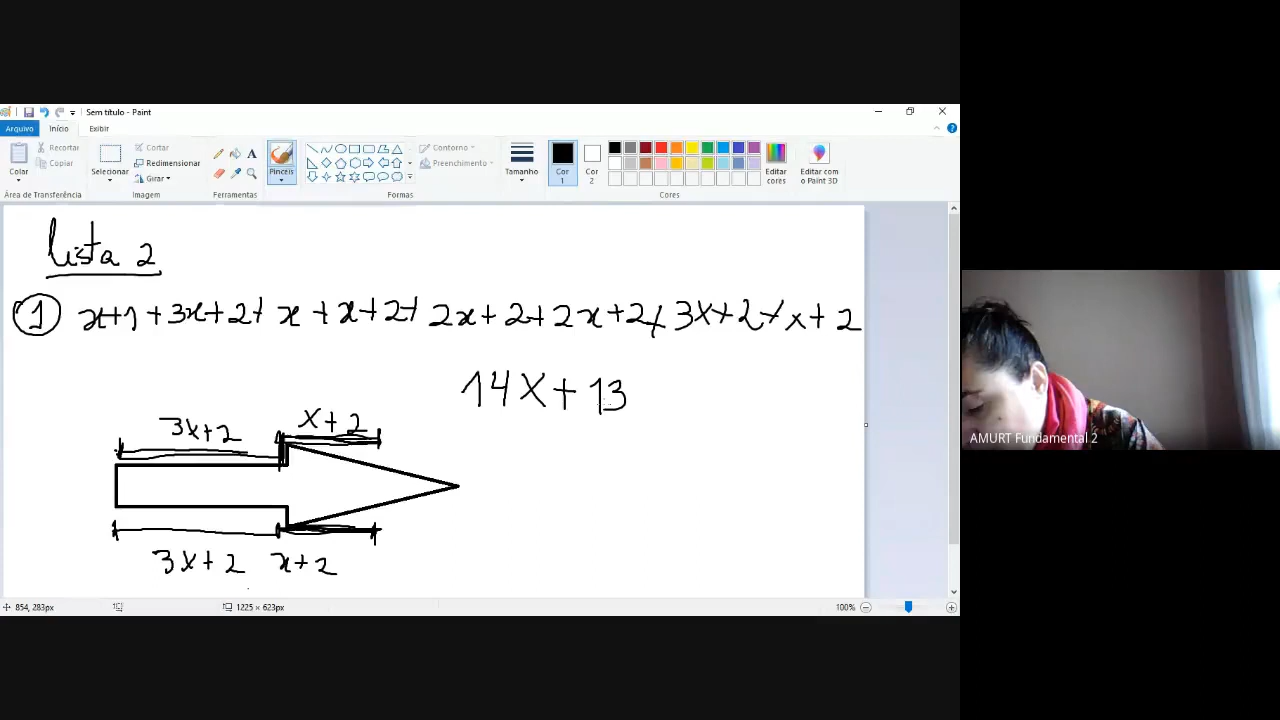 Sem título - Paint
Arquivo Início Exibir
Colar
Recortar
Copiar
Área de Transferência
Selecionar
Cortar
Redimensionar
Girar
Imagem
A
Ferramentas
Pincéis
Contorno
Preenchimento
Formas
Tamanho
Cor 1
Cor 2
Editar cores
Cores
Editar com o Paint 3D
Lista 2
1 x+1+3x+2+ x + x+2+ 2x+2+2x+2+3x+2+x+2
14x+13
3x+2 x+2
3x+2 x+2
854, 283px
1225 × 623px
100%
AMURT Fundamental 2